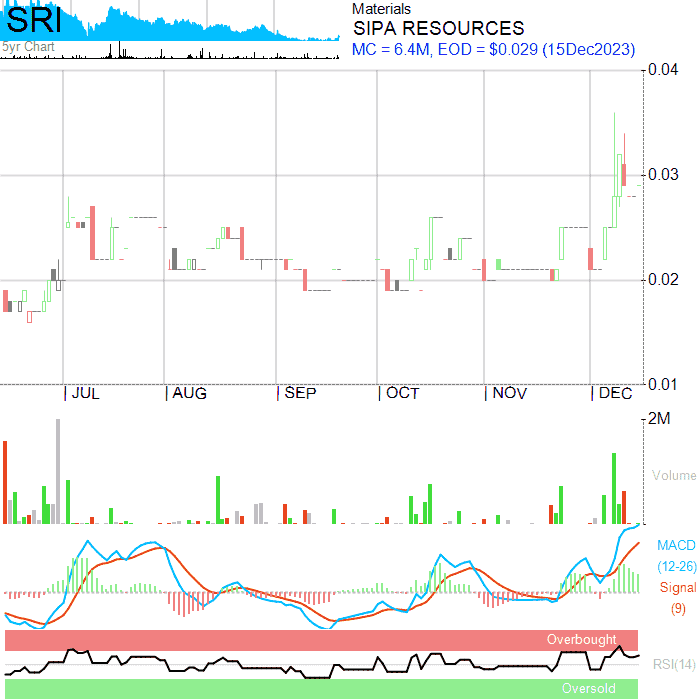 SRI
5yr Chart
Materials
SIPA RESOURCES
MC = 6.4M, EOD = $0.029 (15Dec2023)
0.04
0.03
0.02
0.01
JUL AUG SEP OCT NOV DEC
2M
Volume
MACD
(12-26)
Signal
(9)
Overbought
RSI(14)
Oversold